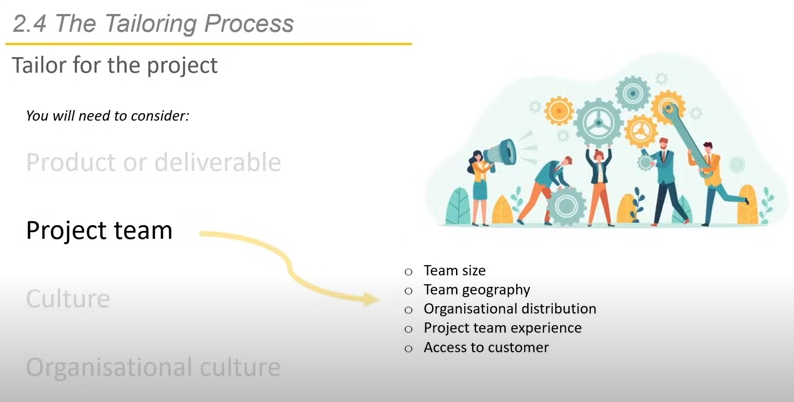 2.4 The Tailoring Process
Tailor for the project
You will need to consider:
Product or deliverable
Project team
Culture
Organisational culture
o Team size
o Team geography
o Organisational distribution
o Project team experience
o Access to customer